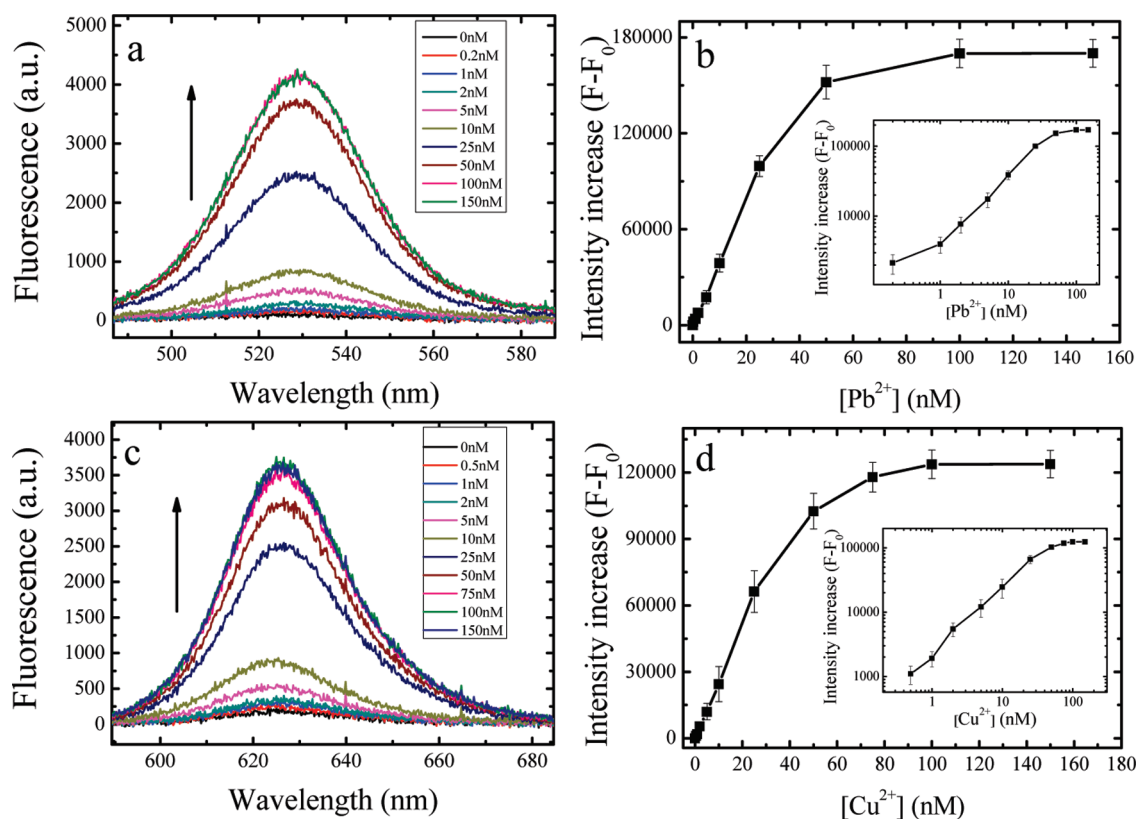 a
Fluorescence (a.u.)
5000
4000
3000
2000
1000
0
500
520
540
560
580
Wavelength (nm)
0nM
0.2nM
1nM
2nM
5nM
10nM
25nM
50nM
100nM
150nM
b
Intensity increase (F-F₀)
180000
120000
60000
0
0 20 40 60 80 100 120 140 160
[Pb²⁺] (nM)
Intensity increase (F-F₀)
100000
10000
1 10 100
[Pb²⁺] (nM)
c
Fluorescence (a.u.)
4000
3500
3000
2500
2000
1500
1000
500
0
600 620 640 660 680
Wavelength (nm)
0nM
0.5nM
1nM
2nM
5nM
10nM
25nM
50nM
75nM
100nM
150nM
d
Intensity increase (F-F₀)
120000
90000
60000
30000
0
0 20 40 60 80 100 120 140 160 180
[Cu²⁺] (nM)
Intensity increase (F-F₀)
100000
10000
1000
1 10 100
[Cu²⁺] (nM)